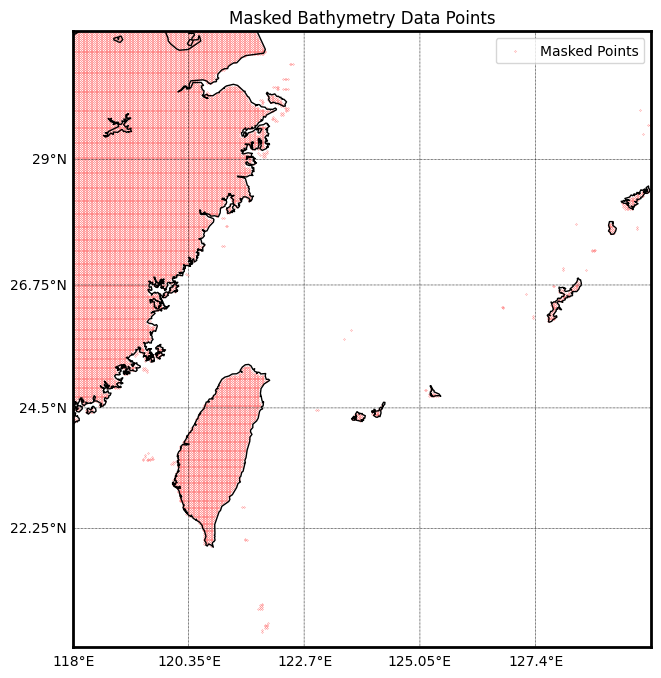 Masked Bathymetry Data Points
Masked Points
29°N
26.75°N
24.5°N
22.25°N
118°E 120.35°E 122.7°E 125.05°E 127.4°E